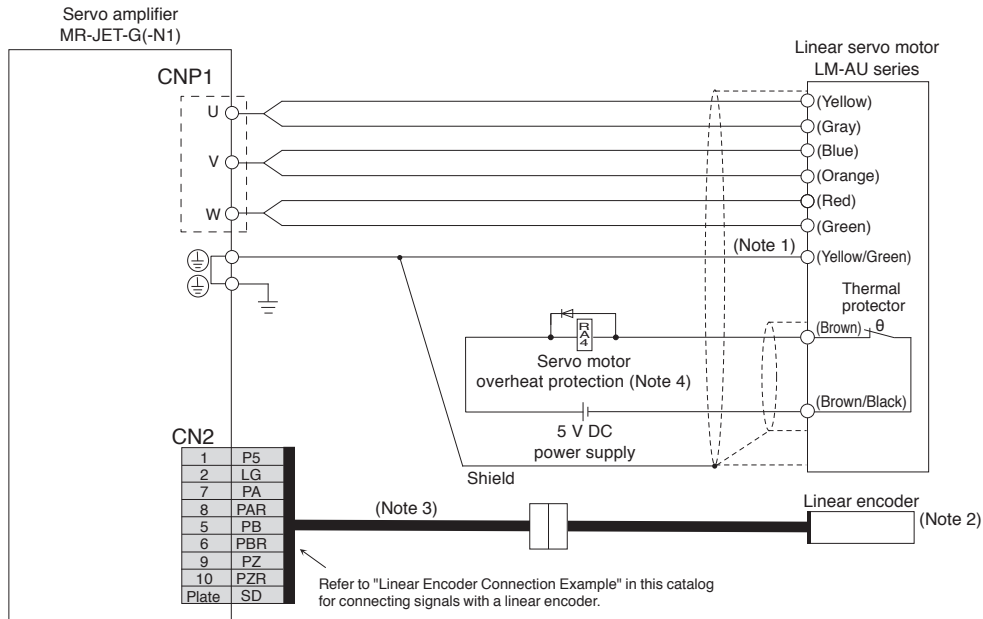 Servo amplifier
MR-JET-G(-N1)
Linear servo motor
LM-AU series
CNP1
U
V
W
(Yellow)
(Gray)
(Blue)
(Orange)
(Red)
(Green)
(Note 1)
(Yellow/Green)
Thermal
protector
(Brown)
θ
RA4
Servo motor
overheat protection (Note 4)
(Brown/Black)
5 V DC
power supply
Shield
CN2
1 P5
2 LG
7 PA
8 PAR
5 PB
6 PBR
9 PZ
10 PZR
Plate SD
(Note 3)
Linear encoder
(Note 2)
Refer to "Linear Encoder Connection Example" in this catalog
for connecting signals with a linear encoder.